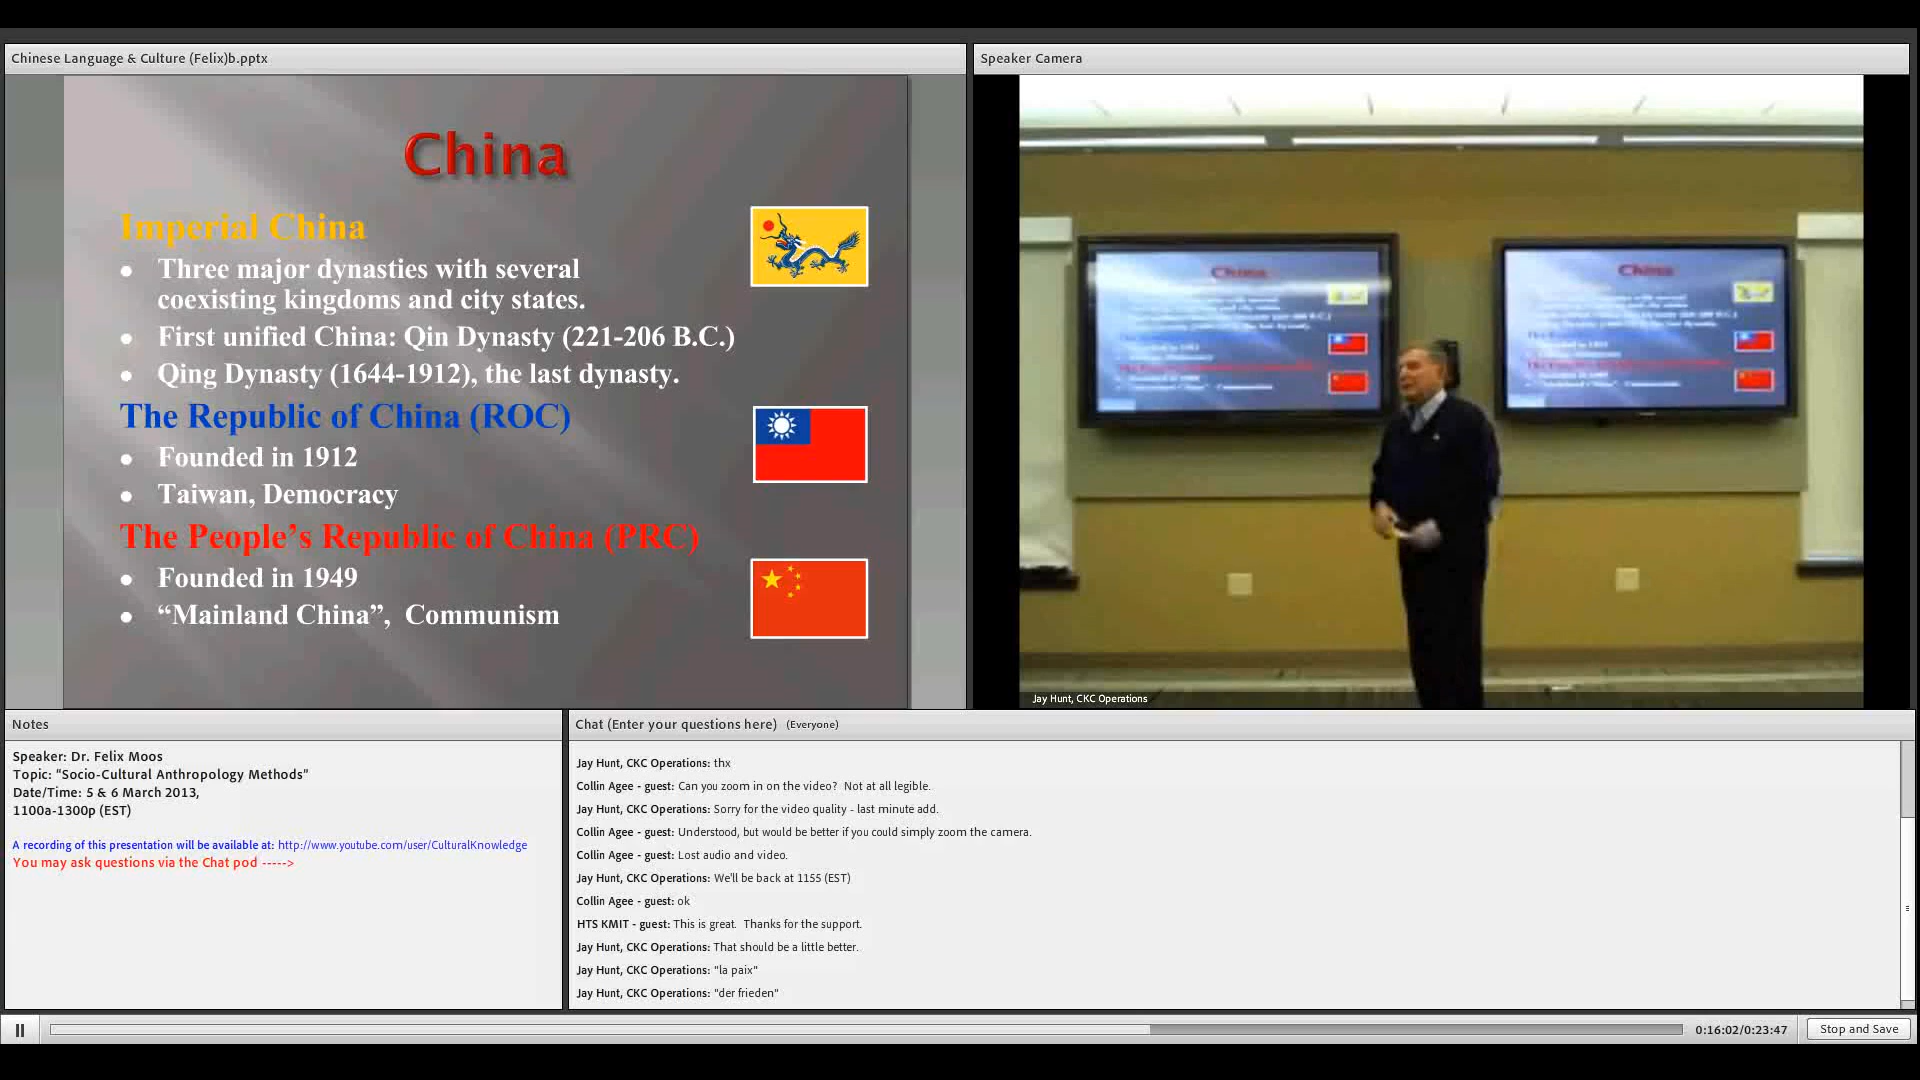 Chinese Language & Culture (Felix)b.pptx
China
Imperial China
• Three major dynasties with several
coexisting kingdoms and city states.
• First unified China: Qin Dynasty (221-206 B.C.)
• Qing Dynasty (1644-1912), the last dynasty.
The Republic of China (ROC)
• Founded in 1912
• Taiwan, Democracy
The People’s Republic of China (PRC)
• Founded in 1949
• “Mainland China”,  Communism
Speaker Camera
China
China
Jay Hunt, CKC Operations
Notes
Speaker: Dr. Felix Moos
Topic: "Socio-Cultural Anthropology Methods"
Date/Time: 5 & 6 March 2013,
1100a-1300p (EST)
A recording of this presentation will be available at: http://www.youtube.com/user/CulturalKnowledge
You may ask questions via the Chat pod ----->
Chat (Enter your questions here) (Everyone)
Jay Hunt, CKC Operations: thx
Collin Agee - guest: Can you zoom in on the video?  Not at all legible.
Jay Hunt, CKC Operations: Sorry for the video quality - last minute add.
Collin Agee - guest: Understood, but would be better if you could simply zoom the camera.
Collin Agee - guest: Lost audio and video.
Jay Hunt, CKC Operations: We'll be back at 1155 (EST)
Collin Agee - guest: ok
HTS KMIT - guest: This is great.  Thanks for the support.
Jay Hunt, CKC Operations: That should be a little better.
Jay Hunt, CKC Operations: "la paix"
Jay Hunt, CKC Operations: "der frieden"
0:16:02/0:23:47
Stop and Save